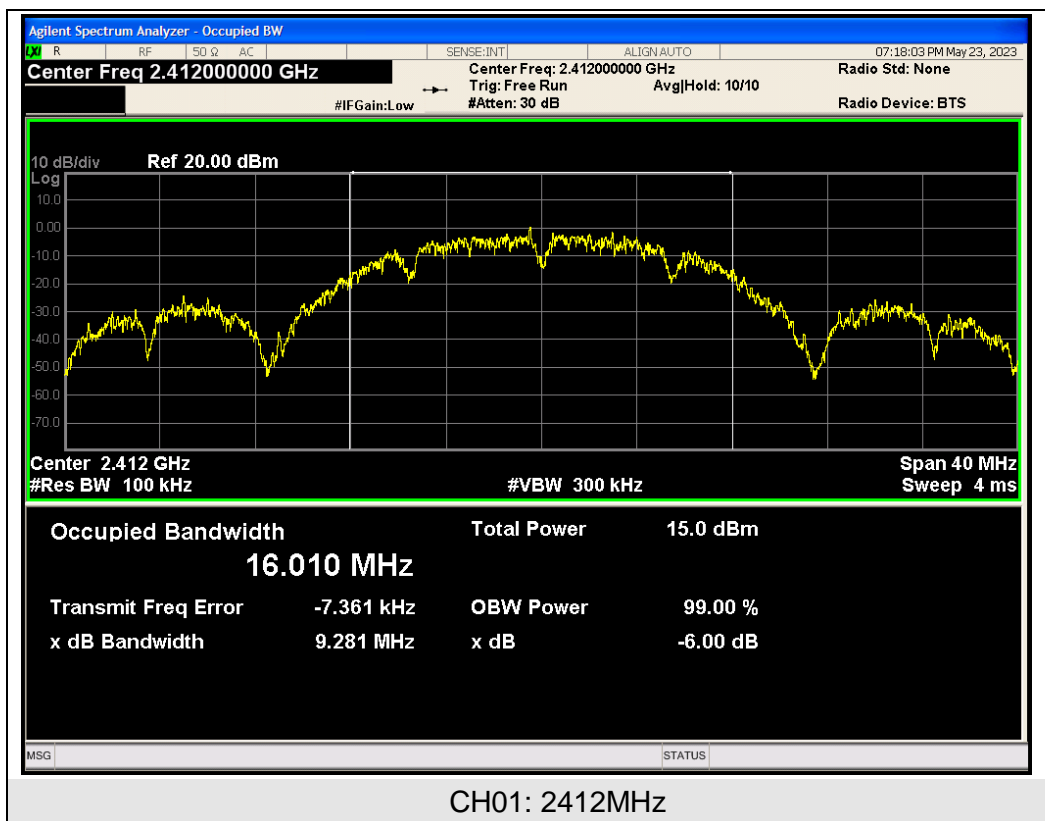 Agilent Spectrum Analyzer - Occupied BW
LXI R RF 50 Ω AC SENSE:INT ALIGN AUTO 07:18:03 PM May 23, 2023
Center Freq 2.412000000 GHz
Center Freq: 2.412000000 GHz
Radio Std: None
Trig: Free Run Avg|Hold: 10/10
#IFGain:Low
#Atten: 30 dB
Radio Device: BTS
10 dB/div Ref 20.00 dBm
Log
10.0
0.00
-10.0
-20.0
-30.0
-40.0
-50.0
-60.0
-70.0
Center 2.412 GHz Span 40 MHz
#Res BW 100 kHz #VBW 300 kHz Sweep 4 ms
Occupied Bandwidth Total Power 15.0 dBm
16.010 MHz
Transmit Freq Error -7.361 kHz OBW Power 99.00 %
x dB Bandwidth 9.281 MHz x dB -6.00 dB
MSG STATUS
CH01: 2412MHz